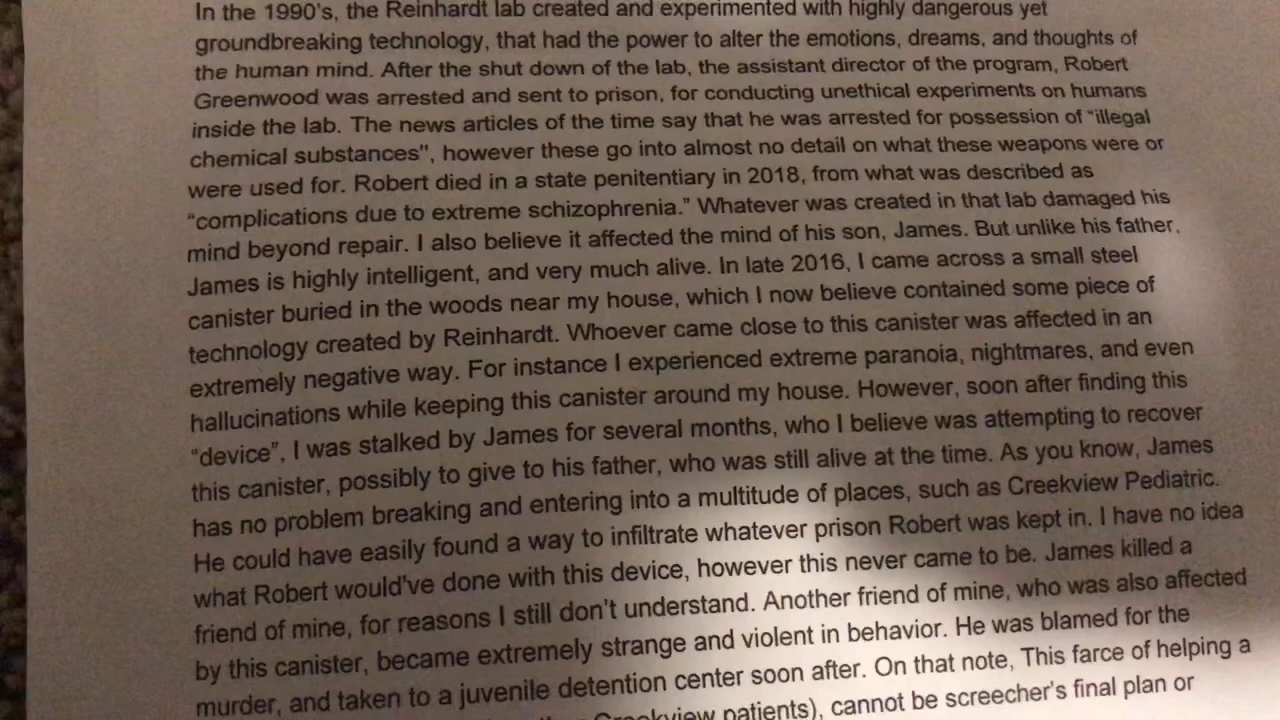 In the 1990's, the Reinhardt lab created and experimented with highly dangerous yet
groundbreaking technology, that had the power to alter the emotions, dreams, and thoughts of
the human mind. After the shut down of the lab, the assistant director of the program, Robert
Greenwood was arrested and sent to prison, for conducting unethical experiments on humans
inside the lab. The news articles of the time say that he was arrested for possession of “illegal
chemical substances", however these go into almost no detail on what these weapons were or
were used for. Robert died in a state penitentiary in 2018, from what was described as
“complications due to extreme schizophrenia.” Whatever was created in that lab damaged his
mind beyond repair. I also believe it affected the mind of his son, James. But unlike his father,
James is highly intelligent, and very much alive. In late 2016, I came across a small steel
canister buried in the woods near my house, which I now believe contained some piece of
technology created by Reinhardt. Whoever came close to this canister was affected in an
extremely negative way. For instance I experienced extreme paranoia, nightmares, and even
hallucinations while keeping this canister around my house. However, soon after finding this
“device”, I was stalked by James for several months, who I believe was attempting to recover
this canister, possibly to give to his father, who was still alive at the time. As you know, James
has no problem breaking and entering into a multitude of places, such as Creekview Pediatric.
He could have easily found a way to infiltrate whatever prison Robert was kept in. I have no idea
what Robert would've done with this device, however this never came to be. James killed a
friend of mine, for reasons I still don't understand. Another friend of mine, who was also affected
by this canister, became extremely strange and violent in behavior. He was blamed for the
murder, and taken to a juvenile detention center soon after. On that note, This farce of helping a
Creekview patients), cannot be screecher's final plan or